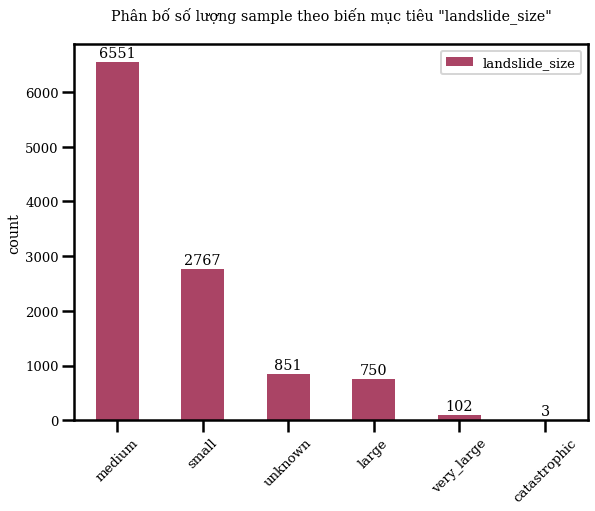 Phân bố số lượng sample theo biến mục tiêu "landslide_size"
landslide_size
count
6000
5000
4000
3000
2000
1000
0
6551
2767
851
750
102
3
medium
small
unknown
large
very_large
catastrophic